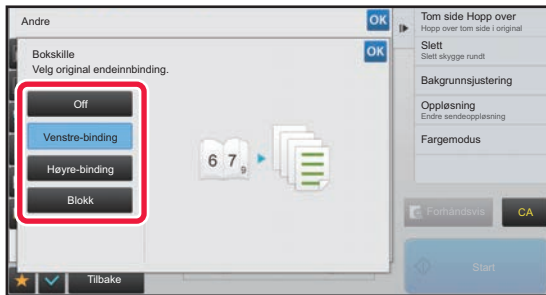 Andre
OK
Bokskille
Velg original endeinnbinding.
OK
Off
Venstre-binding
Høyre-binding
Blokk
6 7 9
Tilbake
Tom side Hopp over
Hopp over tom side i original
Slett
Slett skygge rundt
Bakgrunnsjustering
Oppløsning
Endre sendeoppløsning
Fargemodus
Forhåndsvis
CA
Start